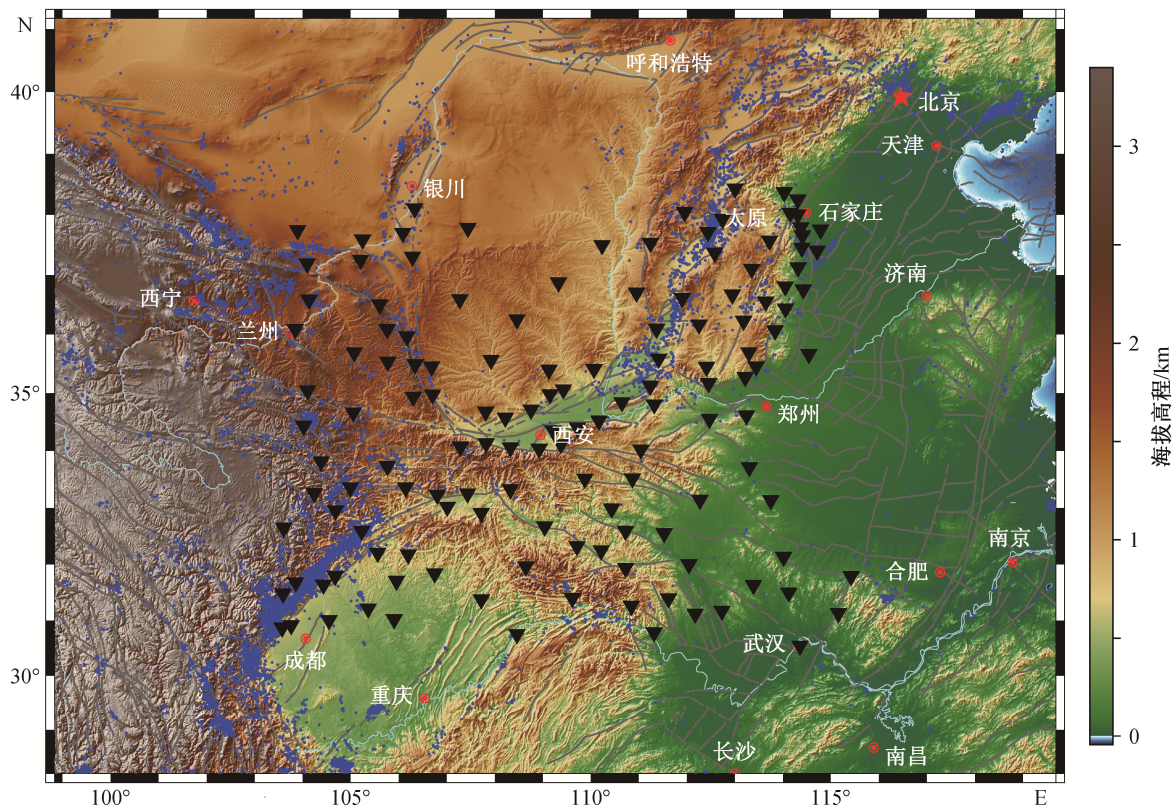 N
呼和浩特
40°
北京
天津
3
银川
石家庄
太原
济南
西宁
兰州
2
35°
郑州
西安
海拔高程/km
南京
1
合肥
武汉
成都
30°
重庆
南昌
0
长沙
100°
105°
110°
115°
E